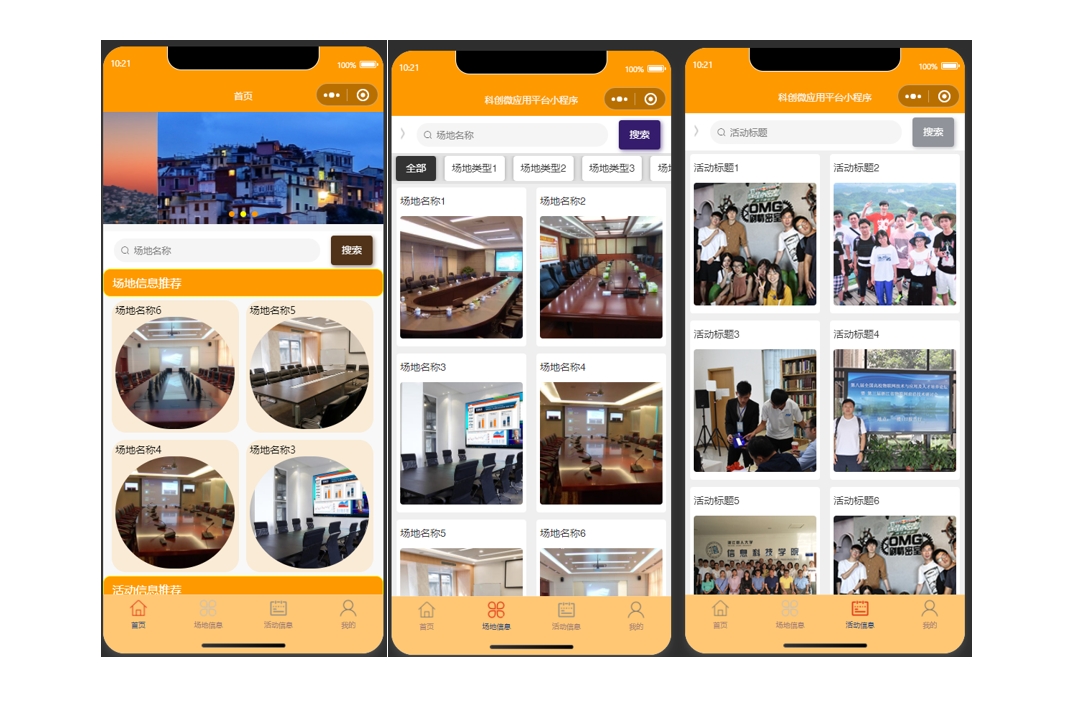 10:21
100%
首页
场地名称
搜索
场地信息推荐
场地名称6
场地名称5
场地名称4
场地名称3
活动信息推荐
首页
场地信息
活动信息
我的
10:21
100%
科创微应用平台小程序
场地名称
搜索
全部
场地类型1
场地类型2
场地类型3
场地
场地名称1
场地名称2
场地名称3
场地名称4
场地名称5
场地名称6
首页
场地信息
活动信息
我的
10:21
100%
科创微应用平台小程序
活动标题
搜索
活动标题1
活动标题2
OMG
OMG
活动标题3
活动标题4
活动标题5
活动标题6
信息科技学院
首页
场地信息
活动信息
我的